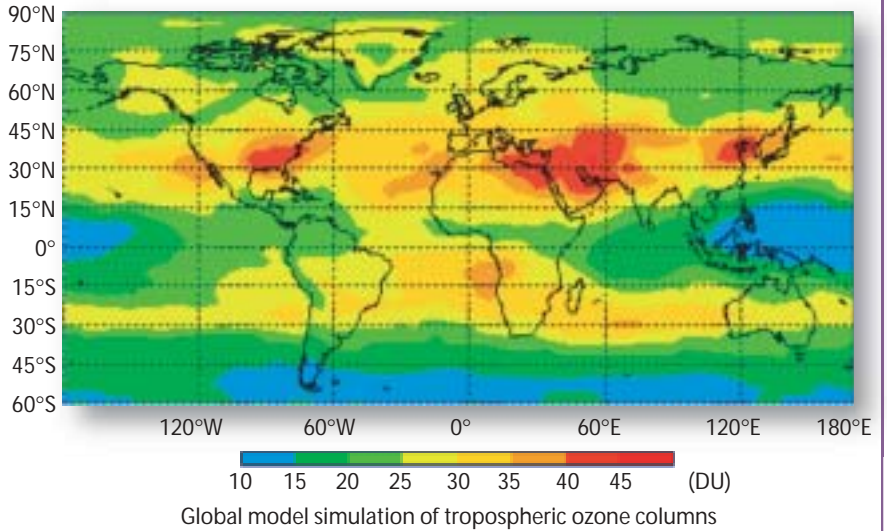 90°N
75°N
60°N
45°N
30°N
15°N
0°
15°S
30°S
45°S
60°S
120°W 60°W 0° 60°E 120°E 180°E
10 15 20 25 30 35 40 45 (DU)
Global model simulation of tropospheric ozone columns